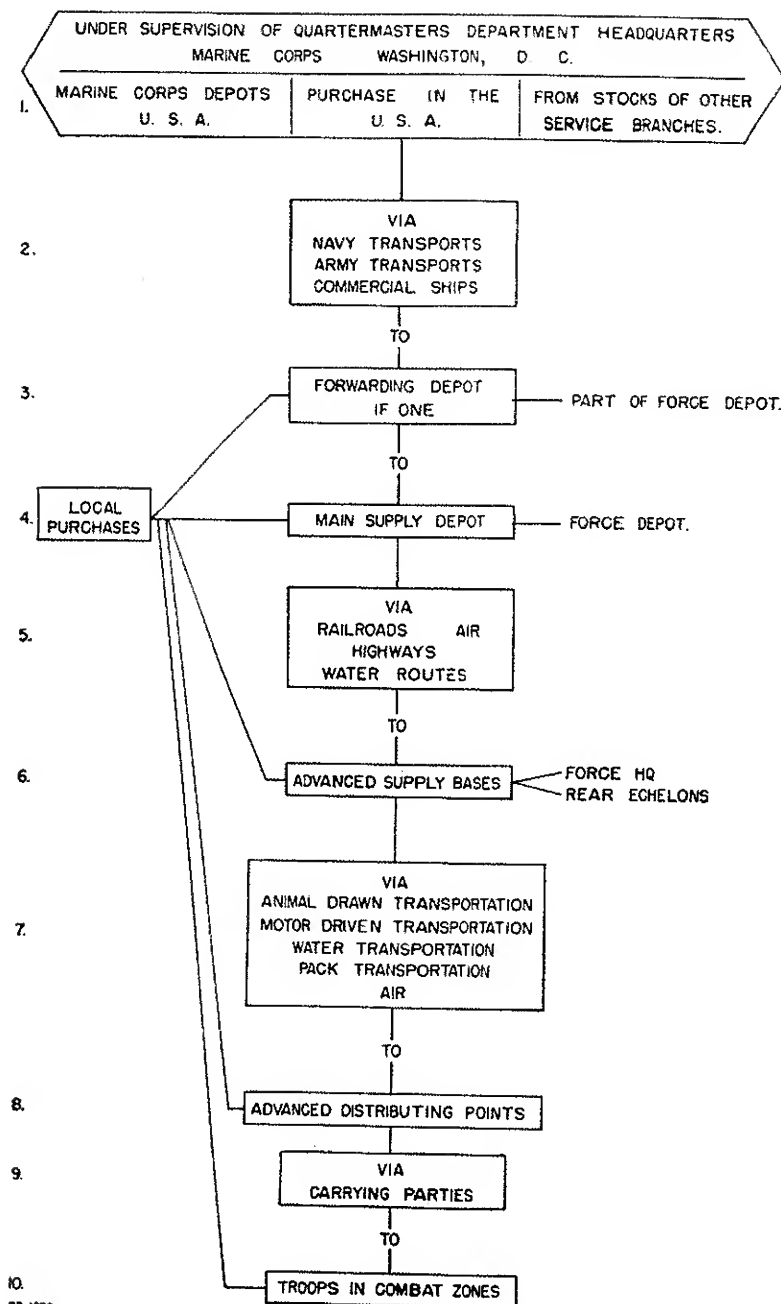 UNDER SUPERVISION OF QUARTERMASTERS DEPARTMENT HEADQUARTERS
MARINE CORPS WASHINGTON, D. C.
1.
MARINE CORPS DEPOTS
U. S. A.
PURCHASE IN THE
U. S. A.
FROM STOCKS OF OTHER
SERVICE BRANCHES.
2.
VIA
NAVY TRANSPORTS
ARMY TRANSPORTS
COMMERCIAL SHIPS
TO
3.
FORWARDING DEPOT
IF ONE
PART OF FORCE DEPOT.
TO
4.
LOCAL
PURCHASES
MAIN SUPPLY DEPOT
FORCE DEPOT.
5.
VIA
RAILROADS AIR
HIGHWAYS
WATER ROUTES
TO
6.
ADVANCED SUPPLY BASES
FORCE HQ
REAR ECHELONS
7.
VIA
ANIMAL DRAWN TRANSPORTATION
MOTOR DRIVEN TRANSPORTATION
WATER TRANSPORTATION
PACK TRANSPORTATION
AIR
TO
8.
ADVANCED DISTRIBUTING POINTS
9.
VIA
CARRYING PARTIES
TO
10.
TROOPS IN COMBAT ZONES